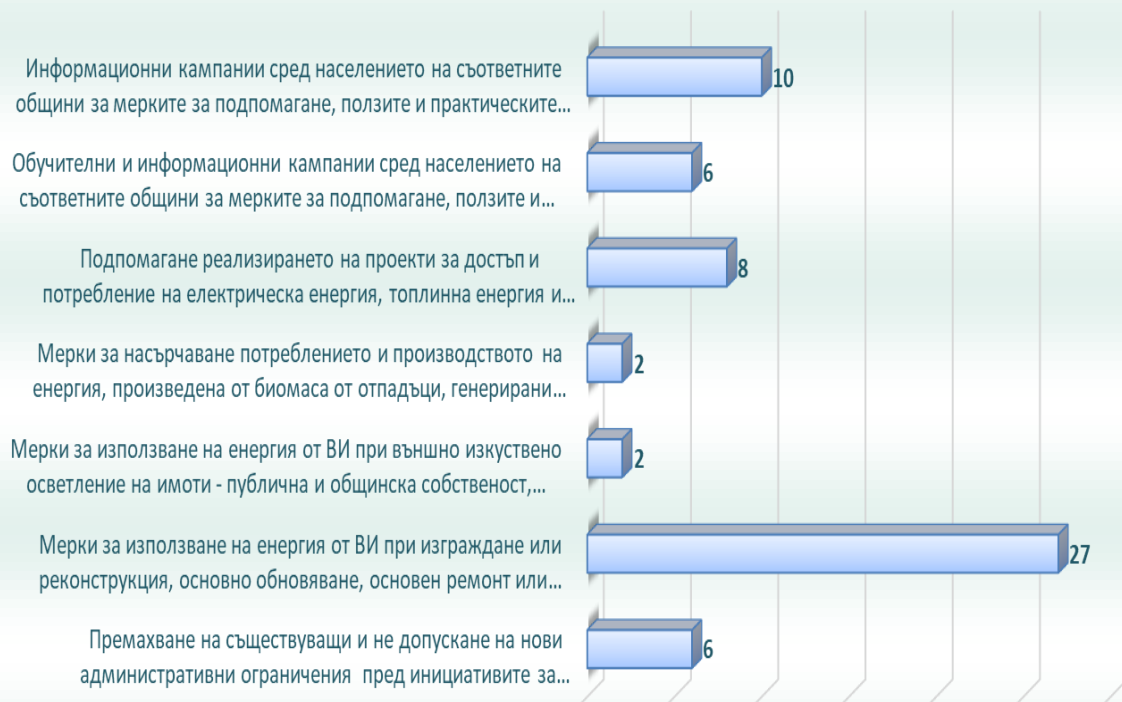 Информационни кампании сред населението на съответните
общини за мерките за подпомагане, ползите и практическите...
10
Обучителни и информационни кампании сред населението на
съответните общини за мерките за подпомагане, ползите и...
6
Подпомагане реализирането на проекти за достъп и
потребление на електрическа енергия, топлинна енергия и...
8
Мерки за насърчаване потреблението и производството на
енергия, произведена от биомаса от отпадъци, генерирани...
2
Мерки за използване на енергия от ВИ при външно изкуствено
осветление на имоти - публична и общинска собственост,...
2
Мерки за използване на енергия от ВИ при изграждане или
реконструкция, основно обновяване, основен ремонт или...
27
Премахване на съществуващи и не допускане на нови
административни ограничения пред инициативите за...
6